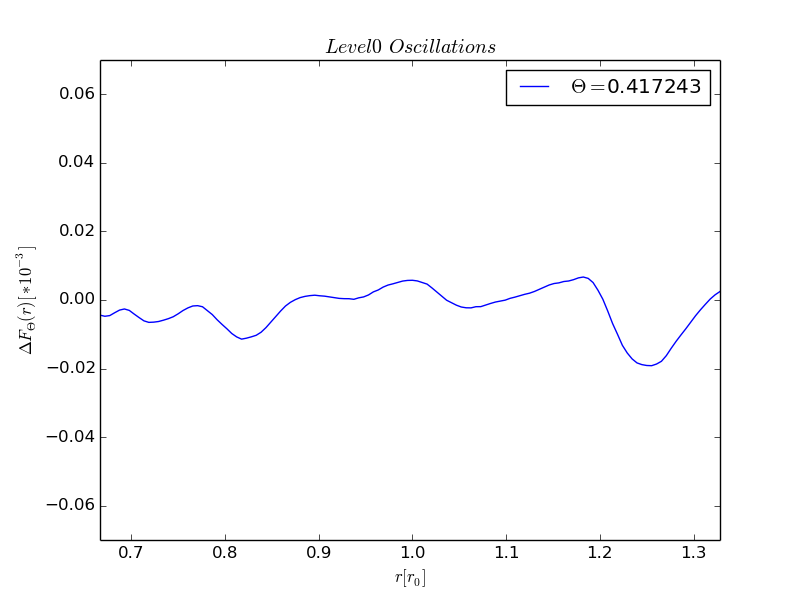 Level0 Oscillations
Θ=0.417243
ΔF_Θ(r)[*10^{-3}]
0.06
0.04
0.02
0.00
−0.02
−0.04
−0.06
0.7 0.8 0.9 1.0 1.1 1.2 1.3
r[r_0]